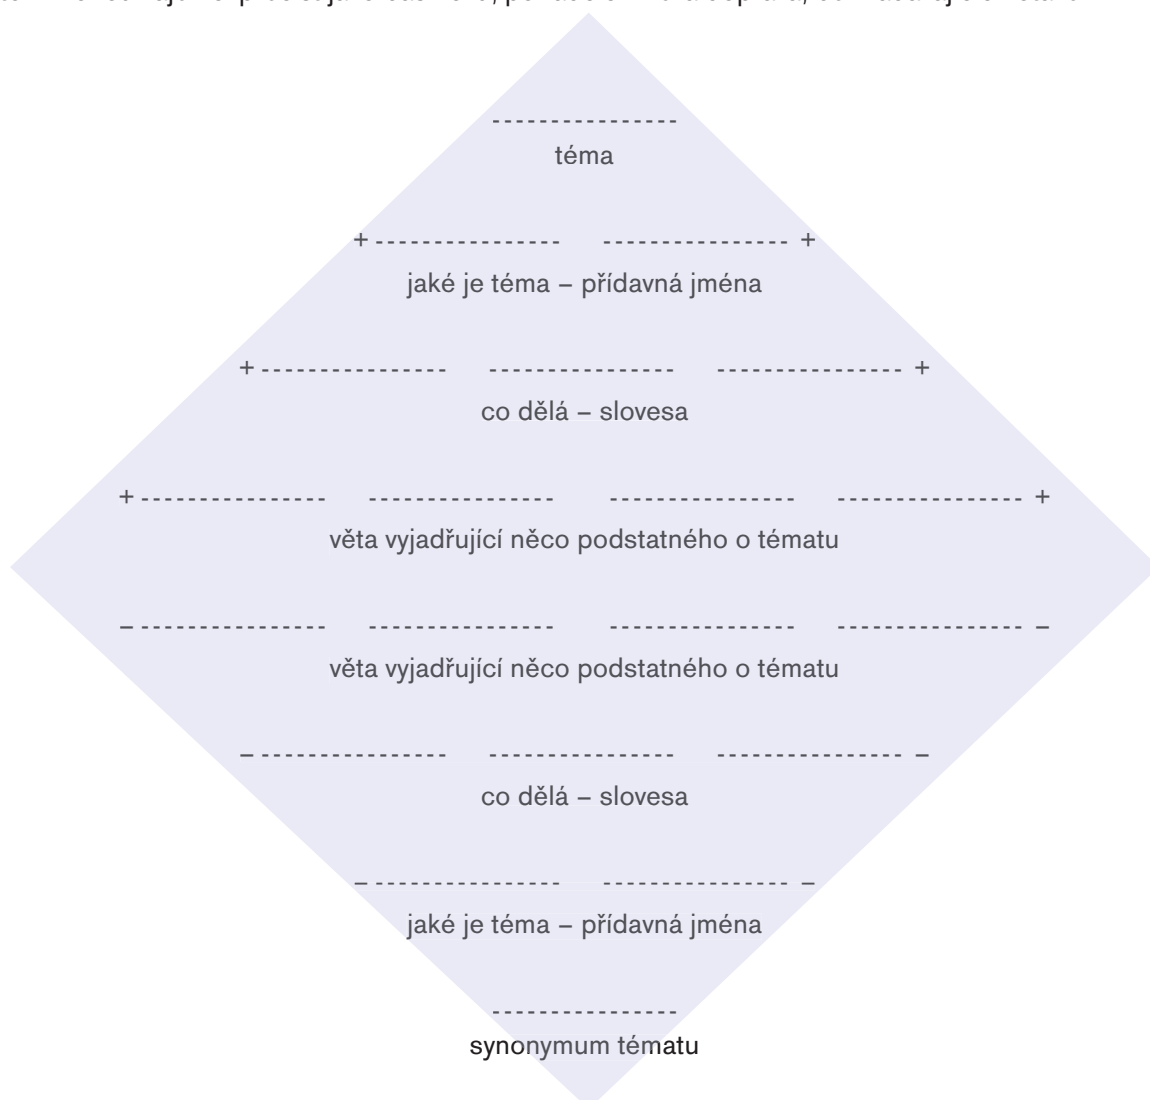 ----------------
téma
+ ---------------- ---------------- +
jaké je téma – přídavná jména
+ ---------------- ---------------- ---------------- +
co dělá – slovesa
+ ---------------- ---------------- ---------------- ---------------- +
věta vyjadřující něco podstatného o tématu
– ---------------- ---------------- ---------------- ---------------- –
věta vyjadřující něco podstatného o tématu
– ---------------- ---------------- ---------------- –
co dělá – slovesa
– ---------------- ---------------- –
jaké je téma – přídavná jména
----------------
synonymum tématu